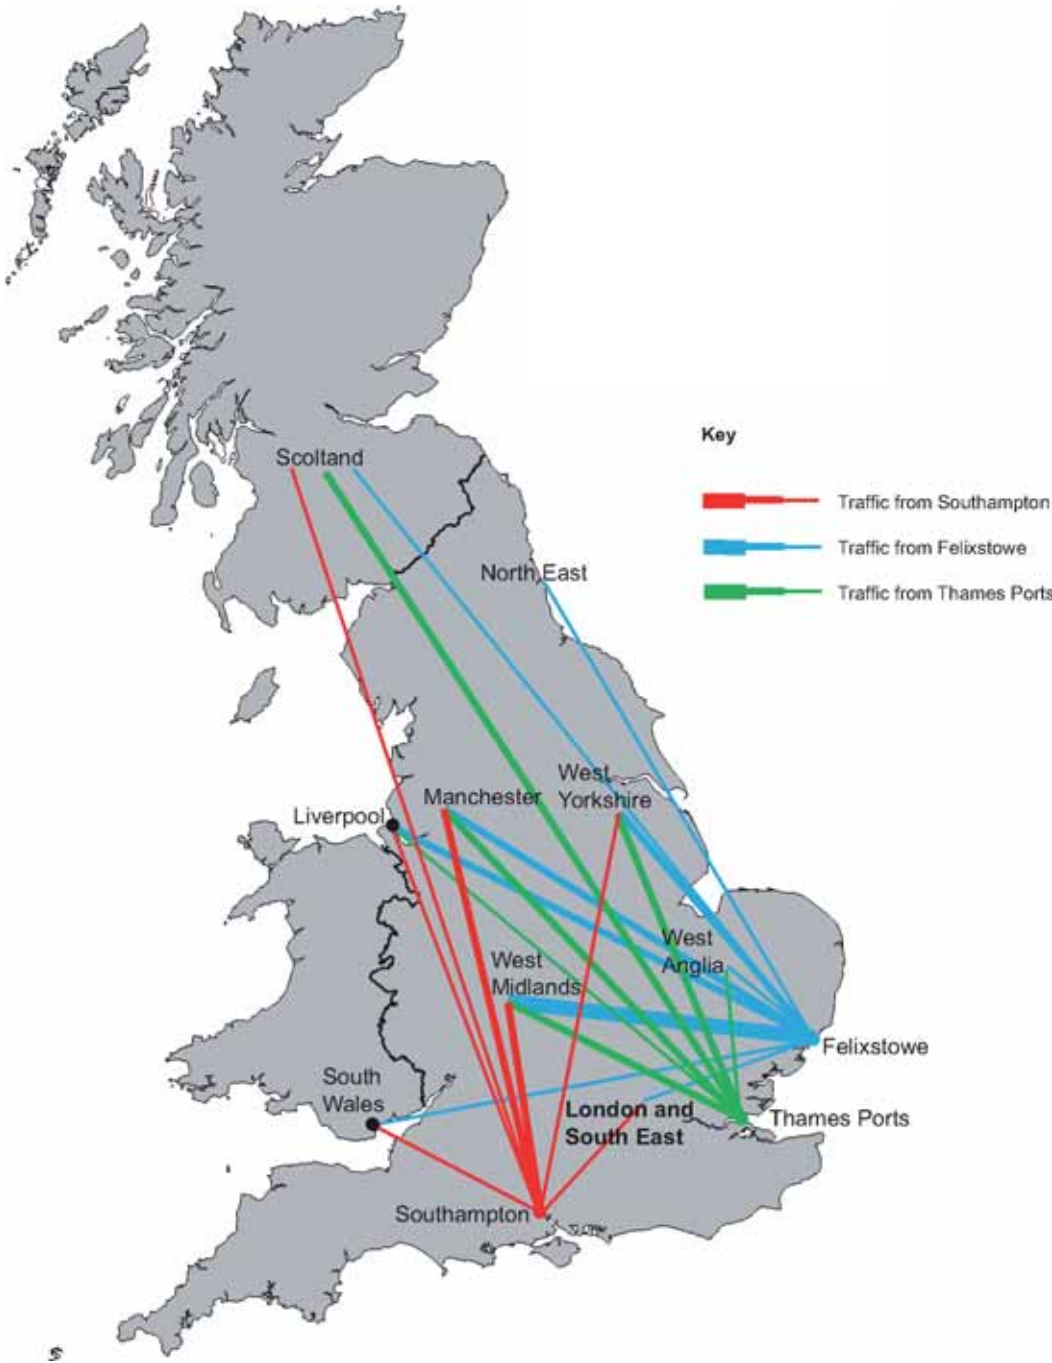 Key
Scoltand
Traffic from Southampton
Traffic from Felixstowe
North East
Traffic from Thames Ports
West
Yorkshire
Manchester
Liverpool
West
Anglia
West
Midlands
Felixstowe
South
Wales
London and
South East
Thames Ports
Southampton